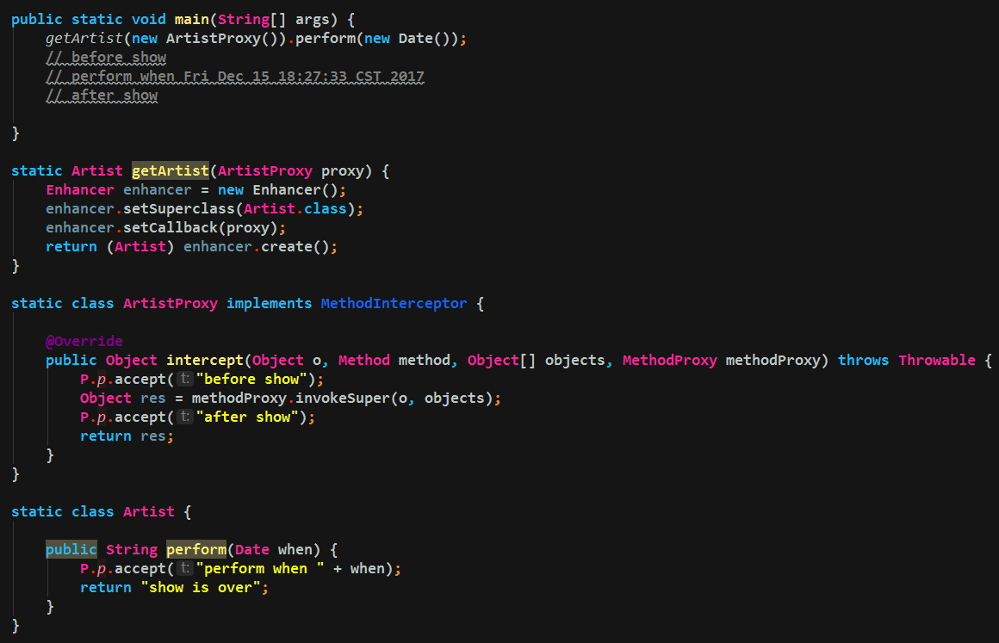 public static void main(String[] args) {
getArtist(new ArtistProxy()).perform(new Date());
// before show
// perform when Fri Dec 15 18:27:33 CST 2017
// after show
}
static Artist getArtist(ArtistProxy proxy) {
Enhancer enhancer = new Enhancer();
enhancer.setSuperclass(Artist.class);
enhancer.setCallback(proxy);
return (Artist) enhancer.create();
}
static class ArtistProxy implements MethodInterceptor {
@Override
public Object intercept(Object o, Method method, Object[] objects, MethodProxy methodProxy) throws Throwable {
P.p.accept( t: "before show");
Object res = methodProxy.invokeSuper(o, objects);
P.p.accept( t: "after show");
return res;
}
}
static class Artist {
public String perform(Date when) {
P.p.accept( t: "perform when " + when);
return "show is over";
}
}